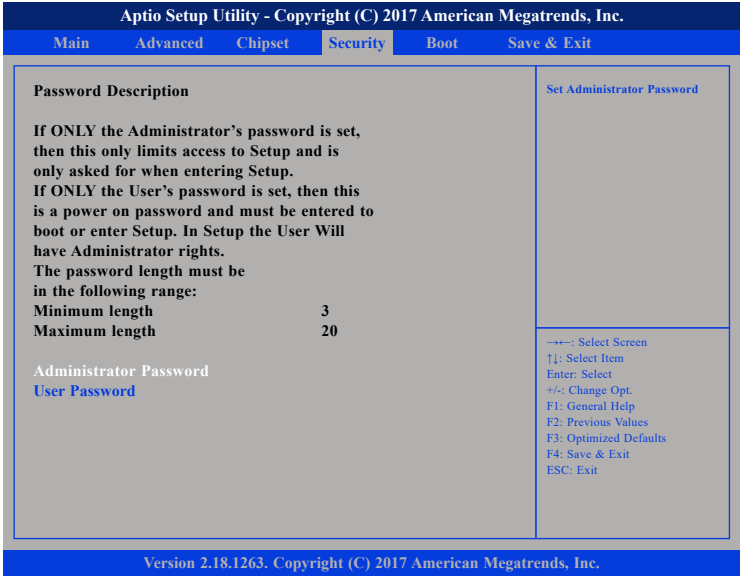 Aptio Setup Utility - Copyright (C) 2017 American Megatrends, Inc.
Main Advanced Chipset Security Boot Save & Exit
Password Description
If ONLY the Administrator's password is set,
then this only limits access to Setup and is
only asked for when entering Setup.
If ONLY the User's password is set, then this
is a power on password and must be entered to
boot or enter Setup. In Setup the User Will
have Administrator rights.
The password length must be
in the following range:
Minimum length 3
Maximum length 20
Administrator Password
User Password
Set Administrator Password
→←: Select Screen
↑↓: Select Item
Enter: Select
+/-: Change Opt.
F1: General Help
F2: Previous Values
F3: Optimized Defaults
F4: Save & Exit
ESC: Exit
Version 2.18.1263. Copyright (C) 2017 American Megatrends, Inc.